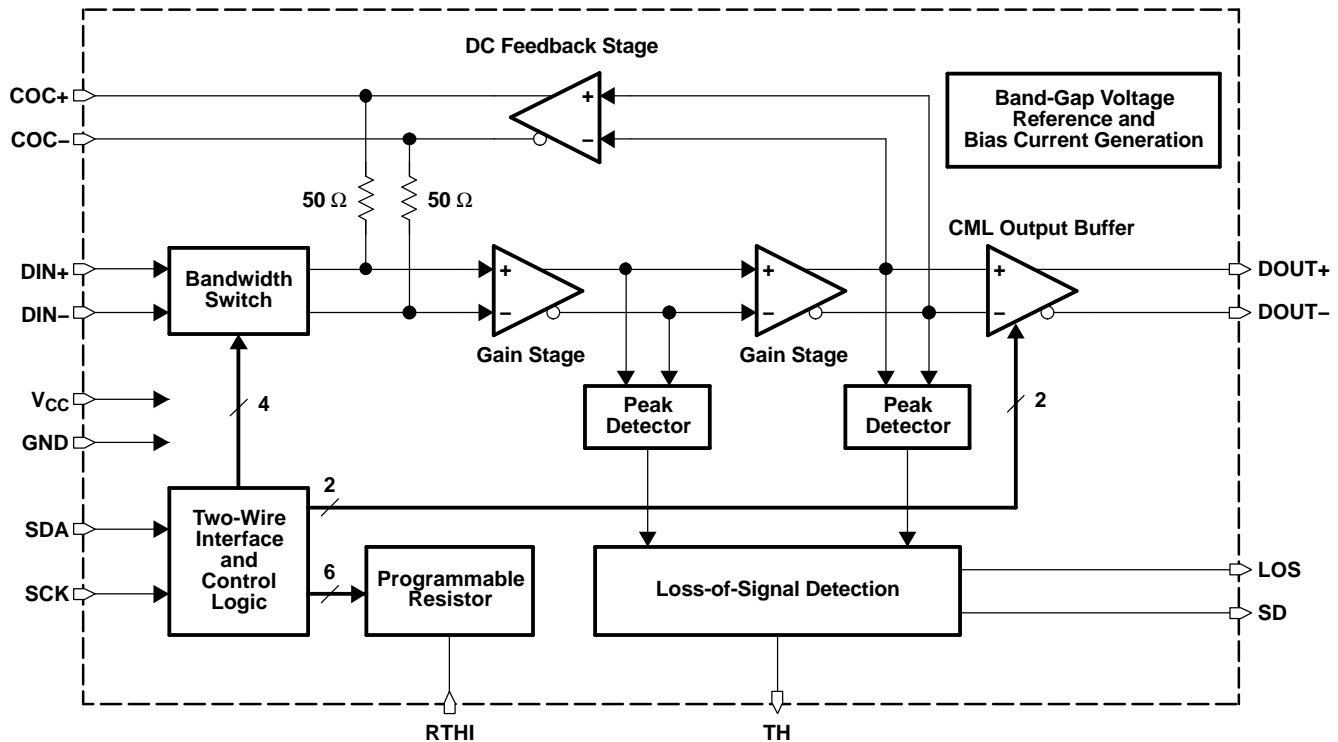 DC Feedback Stage
COC+
COC−
+
−
Band-Gap Voltage
Reference and
Bias Current Generation
50 Ω
50 Ω
CML Output Buffer
DIN+
DIN−
Bandwidth
Switch
+
−
Gain Stage
+
−
Gain Stage
+
−
DOUT+
DOUT−
VCC
GND
4
Peak
Detector
Peak
Detector
2
2
SDA
SCK
Two-Wire
Interface
and
Control
Logic
6
Programmable
Resistor
Loss-of-Signal Detection
LOS
SD
RTHI
TH